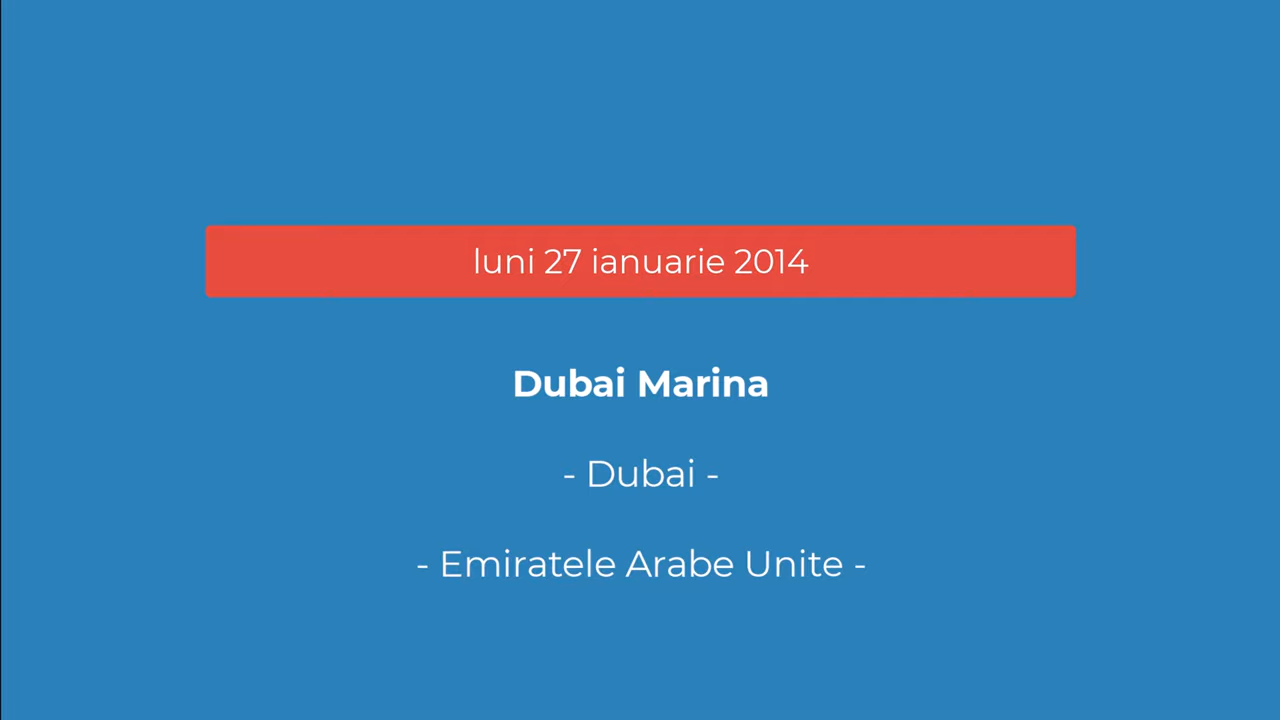 luni 27 ianuarie 2014
Dubai Marina
- Dubai -
- Emiratele Arabe Unite -